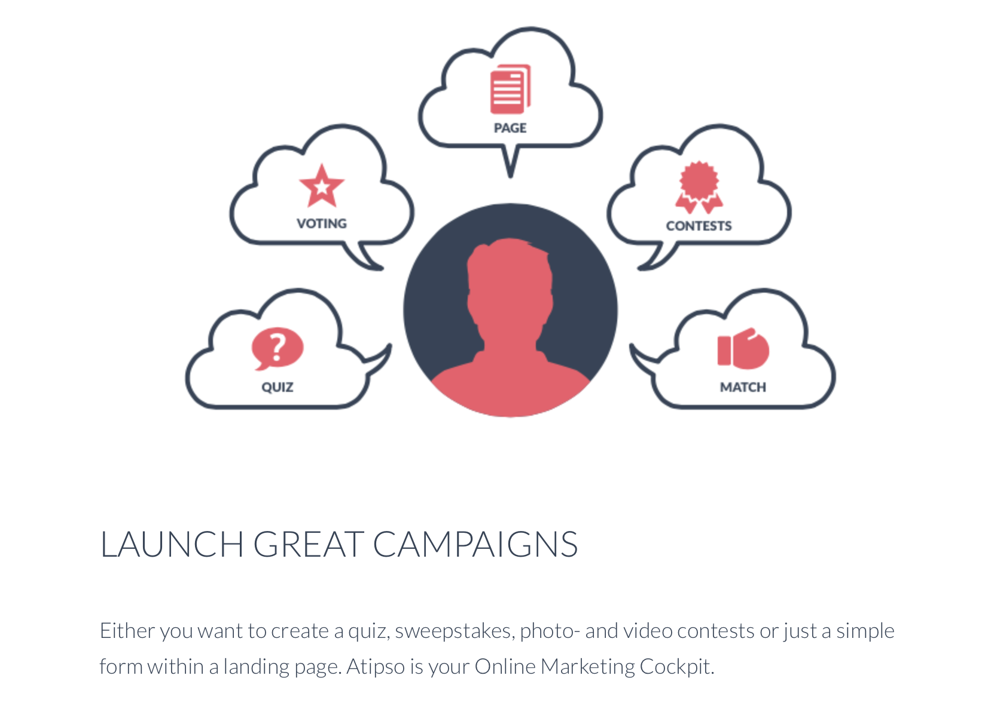 PAGE
VOTING
CONTESTS
QUIZ
MATCH
LAUNCH GREAT CAMPAIGNS
Either you want to create a quiz, sweepstakes, photo- and video contests or just a simple
form within a landing page. Atipso is your Online Marketing Cockpit.